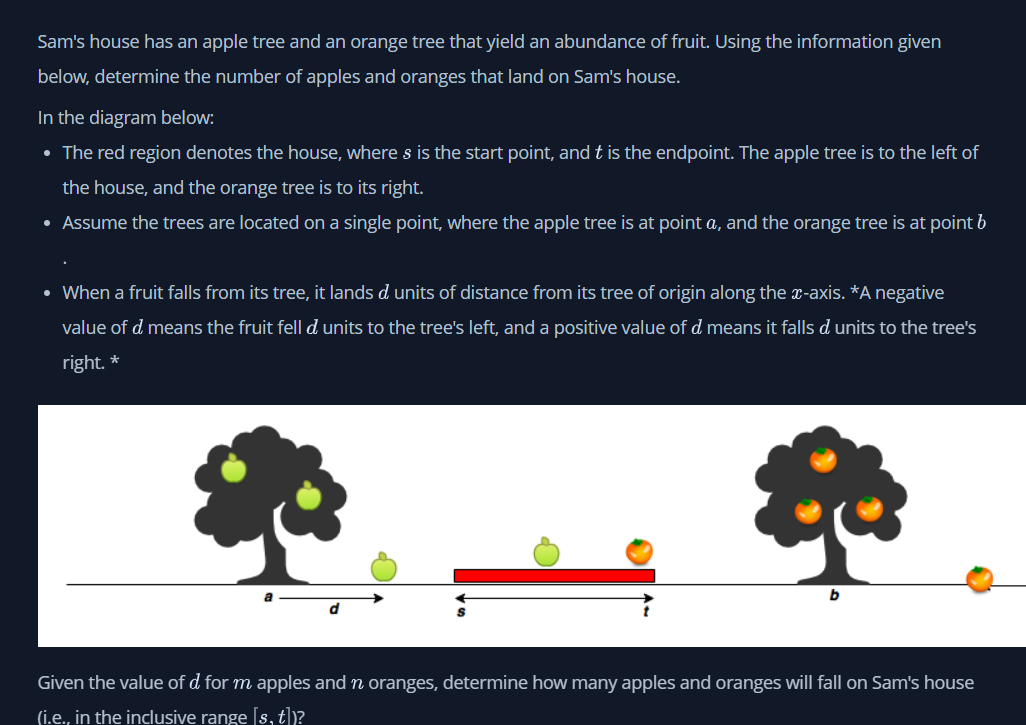 Sam's house has an apple tree and an orange tree that yield an abundance of fruit. Using the information given
below, determine the number of apples and oranges that land on Sam's house.
In the diagram below:
• The red region denotes the house, where s is the start point, and t is the endpoint. The apple tree is to the left of
the house, and the orange tree is to its right.
• Assume the trees are located on a single point, where the apple tree is at point a, and the orange tree is at point b
.
• When a fruit falls from its tree, it lands d units of distance from its tree of origin along the x-axis. *A negative
value of d means the fruit fell d units to the tree's left, and a positive value of d means it falls d units to the tree's
right. *
a
d
s
t
b
Given the value of d for m apples and n oranges, determine how many apples and oranges will fall on Sam's house
(i.e., in the inclusive range [s, t])?